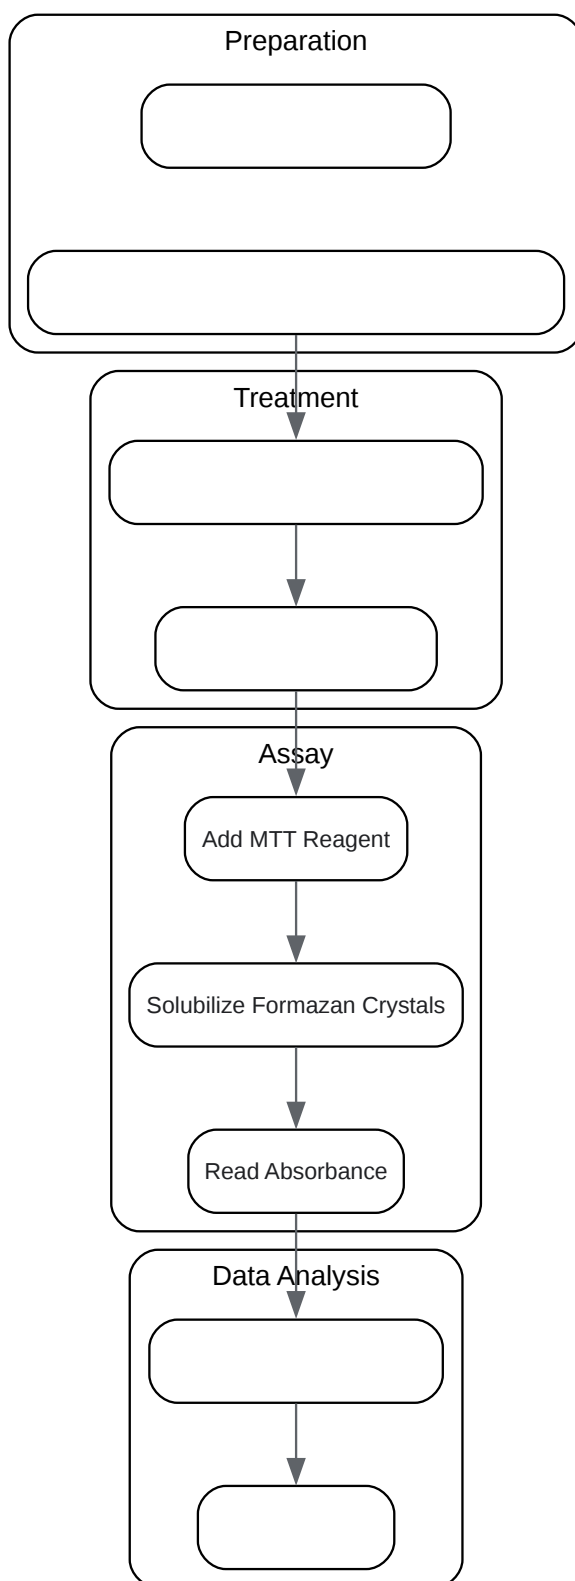 Preparation
Treatment
Assay
Add MTT Reagent
Solubilize Formazan Crystals
Read Absorbance
Data Analysis